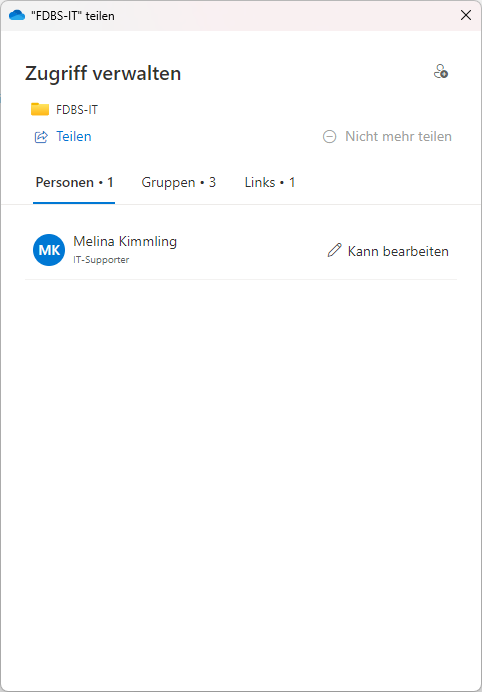 "FDBS-IT" teilen
Zugriff verwalten
FDBS-IT
Teilen
Nicht mehr teilen
Personen • 1 Gruppen • 3 Links • 1
MK
Melina Kimmling
IT-Supporter
Kann bearbeiten